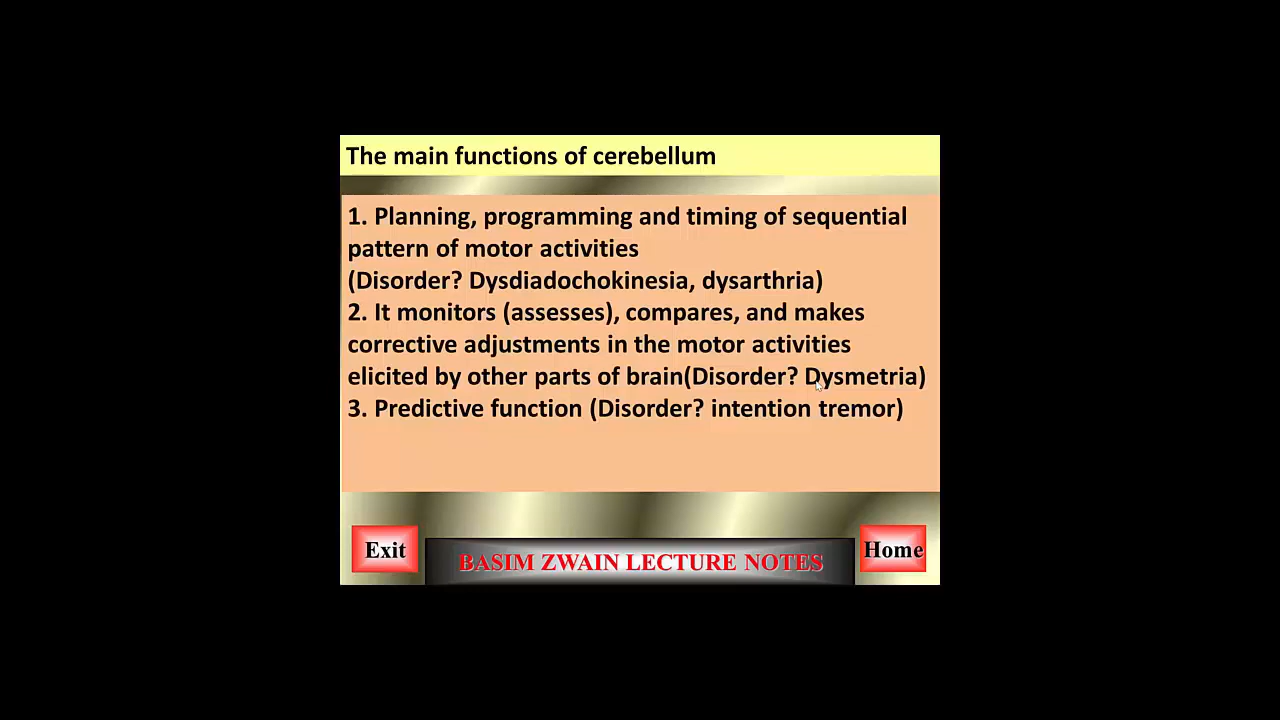 The main functions of cerebellum
1. Planning, programming and timing of sequential
pattern of motor activities
(Disorder? Dysdiadochokinesia, dysarthria)
2. It monitors (assesses), compares, and makes
corrective adjustments in the motor activities
elicited by other parts of brain(Disorder? Dysmetria)
3. Predictive function (Disorder? intention tremor)
Exit
BASIM ZWAIN LECTURE NOTES
Home